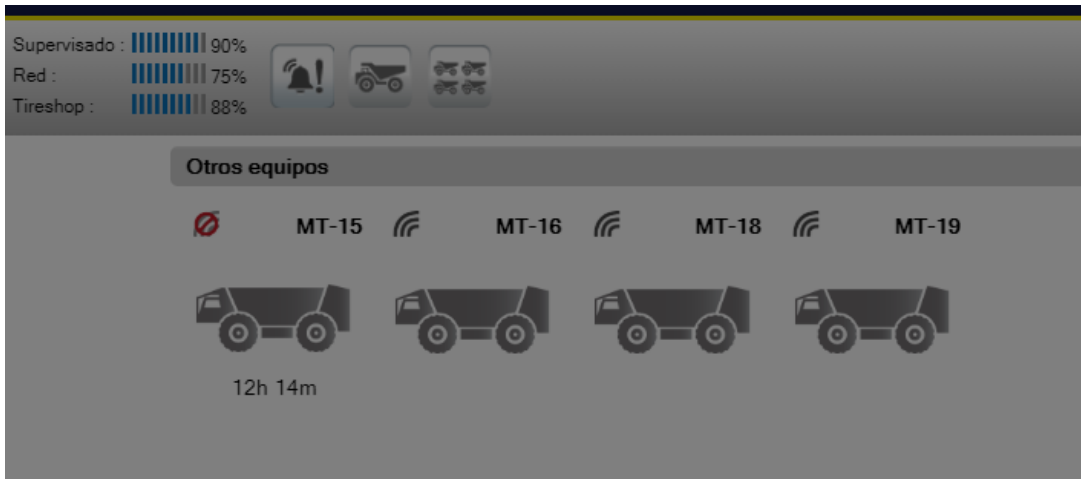 Supervisado : 90%
Red : 75%
Tireshop : 88%
Otros equipos
MT-15 MT-16 MT-18 MT-19
12h 14m